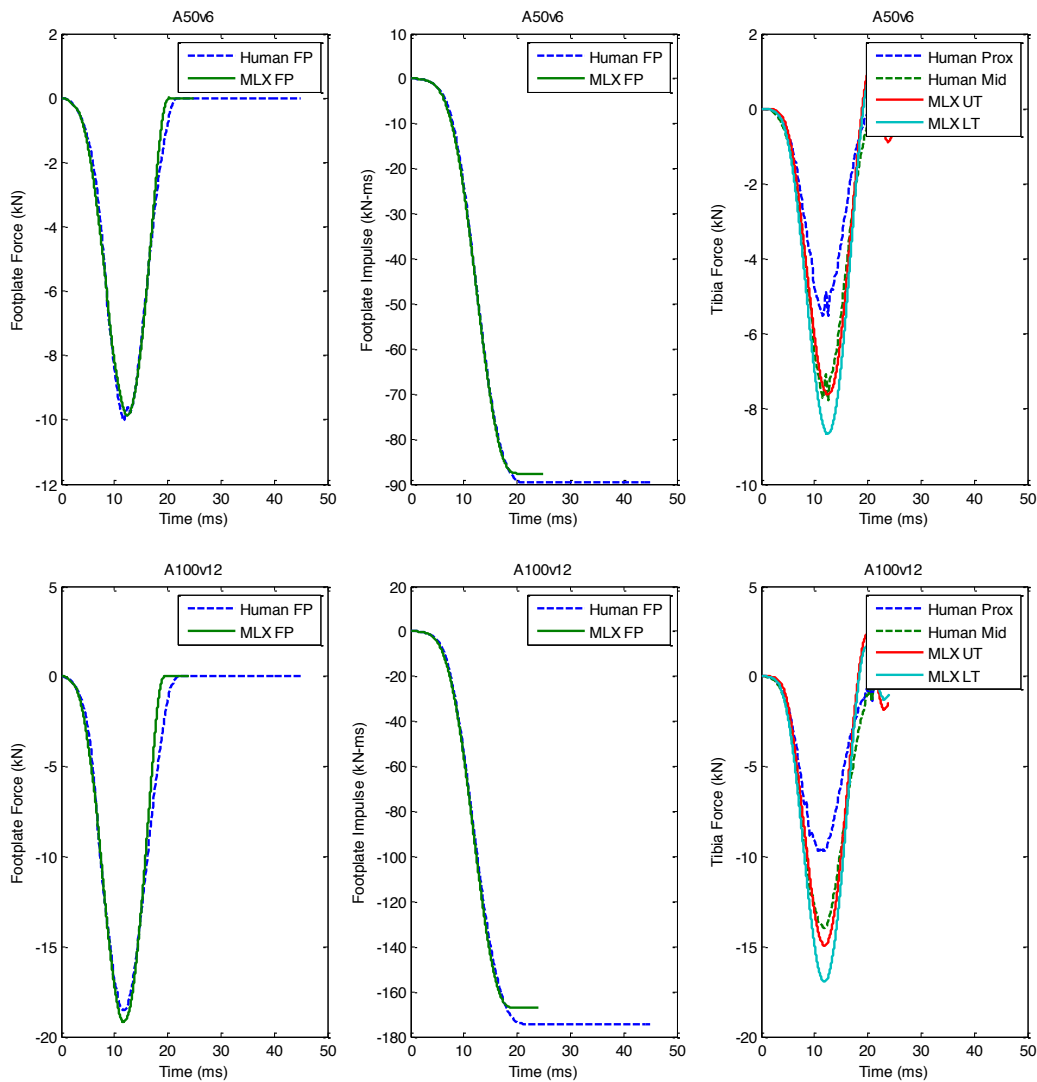 A50v6
2
0
-2
-4
-6
-8
-10
-12
0 10 20 30 40 50
Footplate Force (kN)
Time (ms)
Human FP
MLX FP
A50v6
10
0
-10
-20
-30
-40
-50
-60
-70
-80
-90
0 10 20 30 40 50
Footplate Impulse (kN-ms)
Time (ms)
Human FP
MLX FP
A50v6
2
0
-2
-4
-6
-8
-10
0 10 20 30 40 50
Tibia Force (kN)
Time (ms)
Human Prox
Human Mid
MLX UT
MLX LT
A100v12
5
0
-5
-10
-15
-20
0 10 20 30 40 50
Footplate Force (kN)
Time (ms)
Human FP
MLX FP
A100v12
20
0
-20
-40
-60
-80
-100
-120
-140
-160
-180
0 10 20 30 40 50
Footplate Impulse (kN-ms)
Time (ms)
Human FP
MLX FP
A100v12
5
0
-5
-10
-15
-20
0 10 20 30 40 50
Tibia Force (kN)
Time (ms)
Human Prox
Human Mid
MLX UT
MLX LT